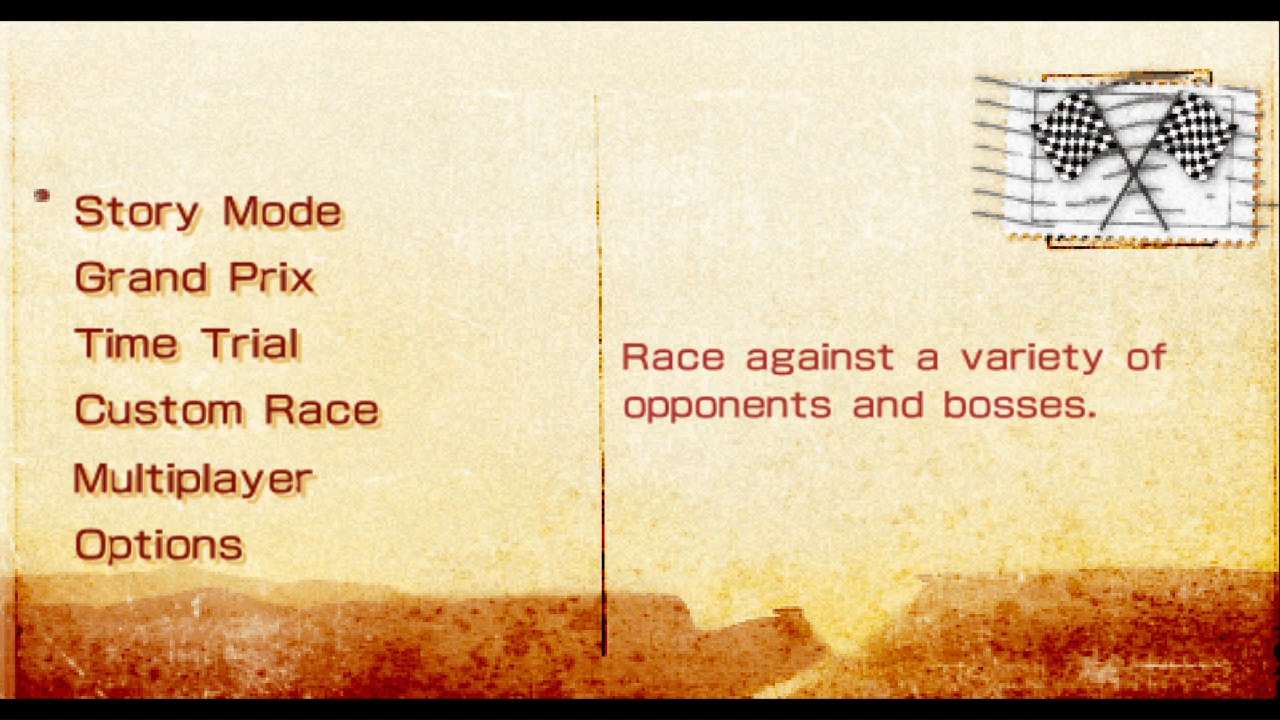 Story Mode
Grand Prix
Time Trial
Custom Race
Multiplayer
Options
Race against a variety of
opponents and bosses.